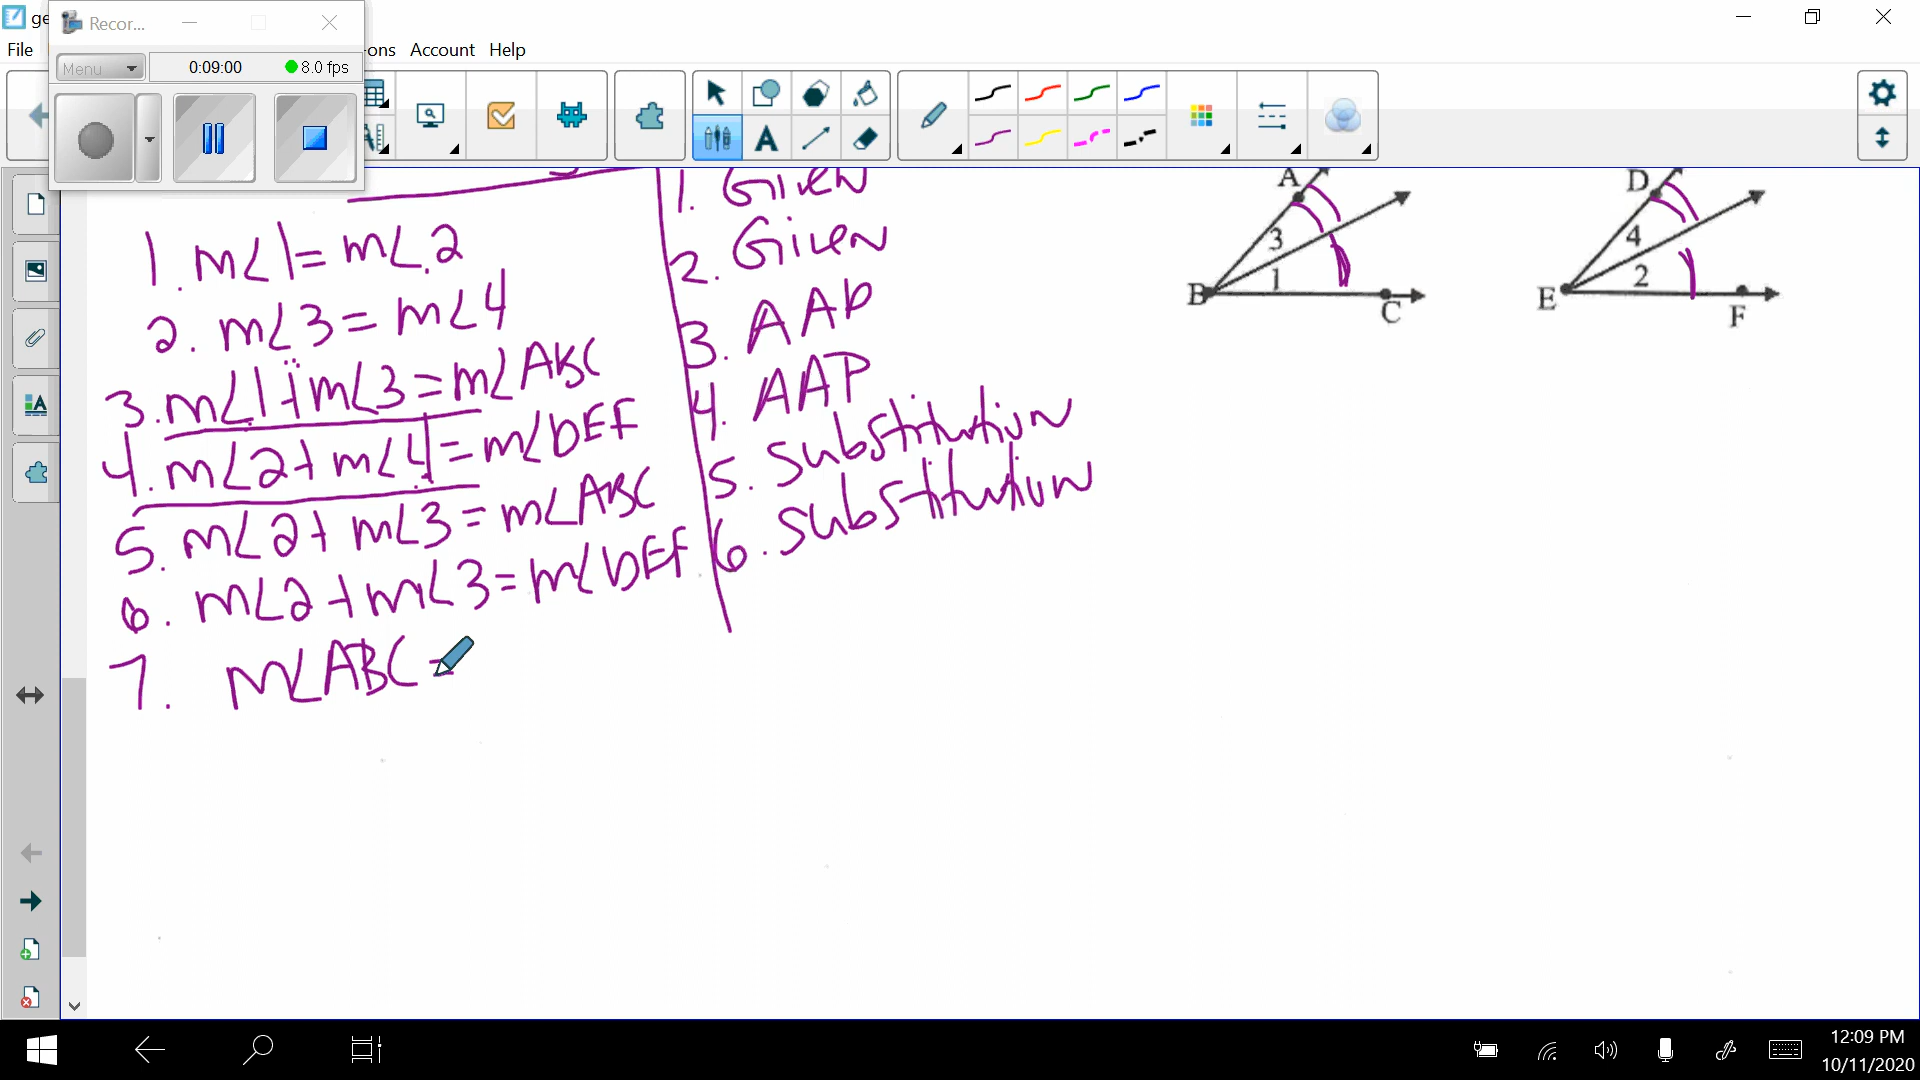 ge
Recor...
File
-ons Account Help
Menu
0:09:00
8.0 fps
1. Given
1. m∠1 = m∠2
2. Given
2. m∠3 = m∠4
3. AAP
3. m∠1 + m∠3 = m∠ABC
4. AAP
4. m∠2 + m∠4 = m∠DEF
5. Substitution
5. m∠2 + m∠3 = m∠ABC
6. Substitution
6. m∠2 + m∠3 = m∠DEF
7. m∠ABC =
A
3
1
B
C
D
4
2
E
F
12:09 PM
10/11/2020